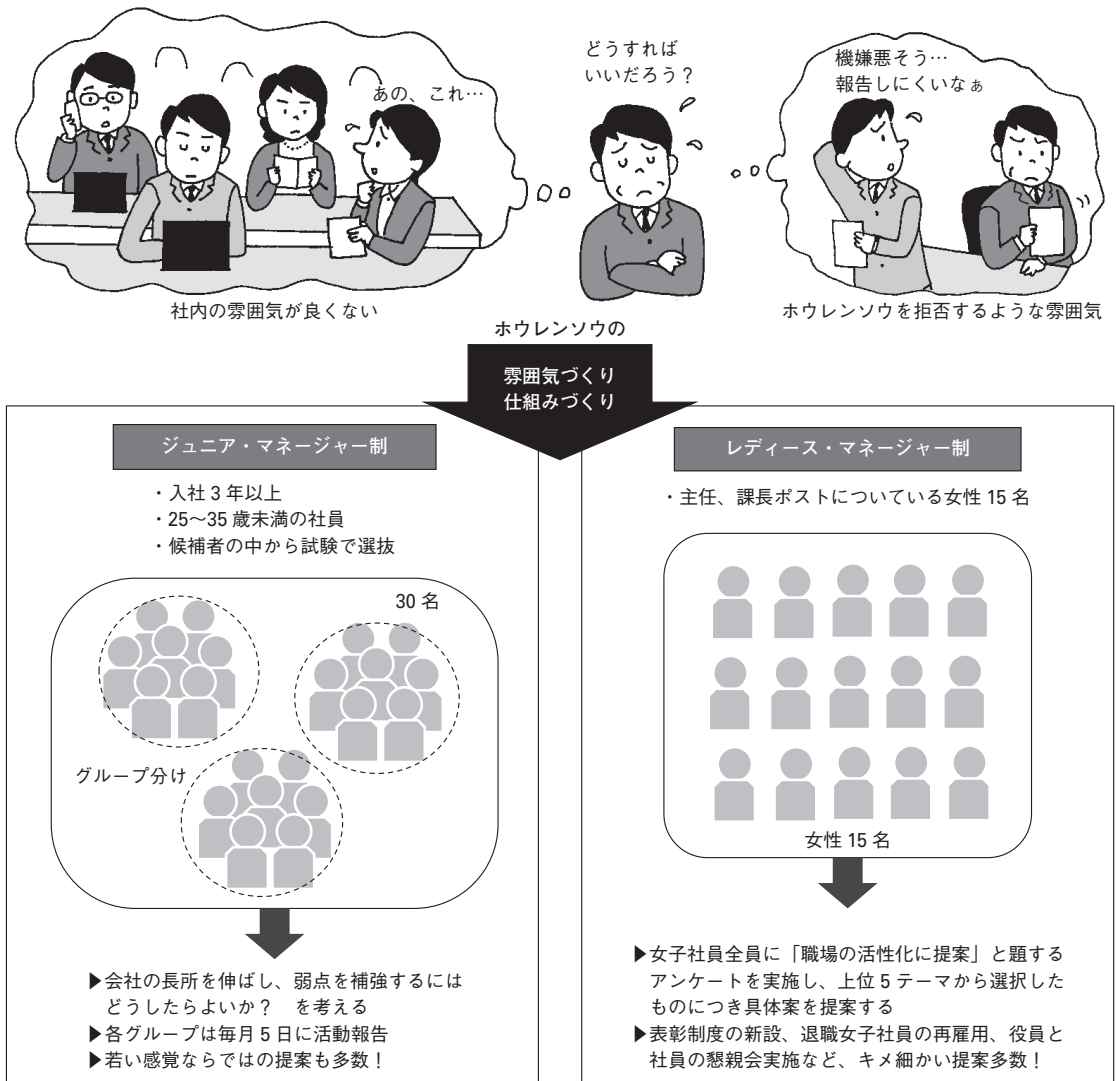 あの、これ…
どうすれば
いいだろう？
機嫌悪そう…
報告しにくいなぁ
社内の雰囲気が良くない
ホウレンソウを拒否するような雰囲気
ホウレンソウの
雰囲気づくり
仕組みづくり
ジュニア・マネージャー制
・入社 3 年以上
・25〜35 歳未満の社員
・候補者の中から試験で選抜
30 名
グループ分け
▶会社の長所を伸ばし、弱点を補強するには
どうしたらよいか？　を考える
▶各グループは毎月 5 日に活動報告
▶若い感覚ならではの提案も多数！
レディース・マネージャー制
・主任、課長ポストについている女性 15 名
女性 15 名
▶女子社員全員に「職場の活性化に提案」と題する
アンケートを実施し、上位 5 テーマから選択した
ものにつき具体案を提案する
▶表彰制度の新設、退職女子社員の再雇用、役員と
社員の懇親会実施など、キメ細かい提案多数！